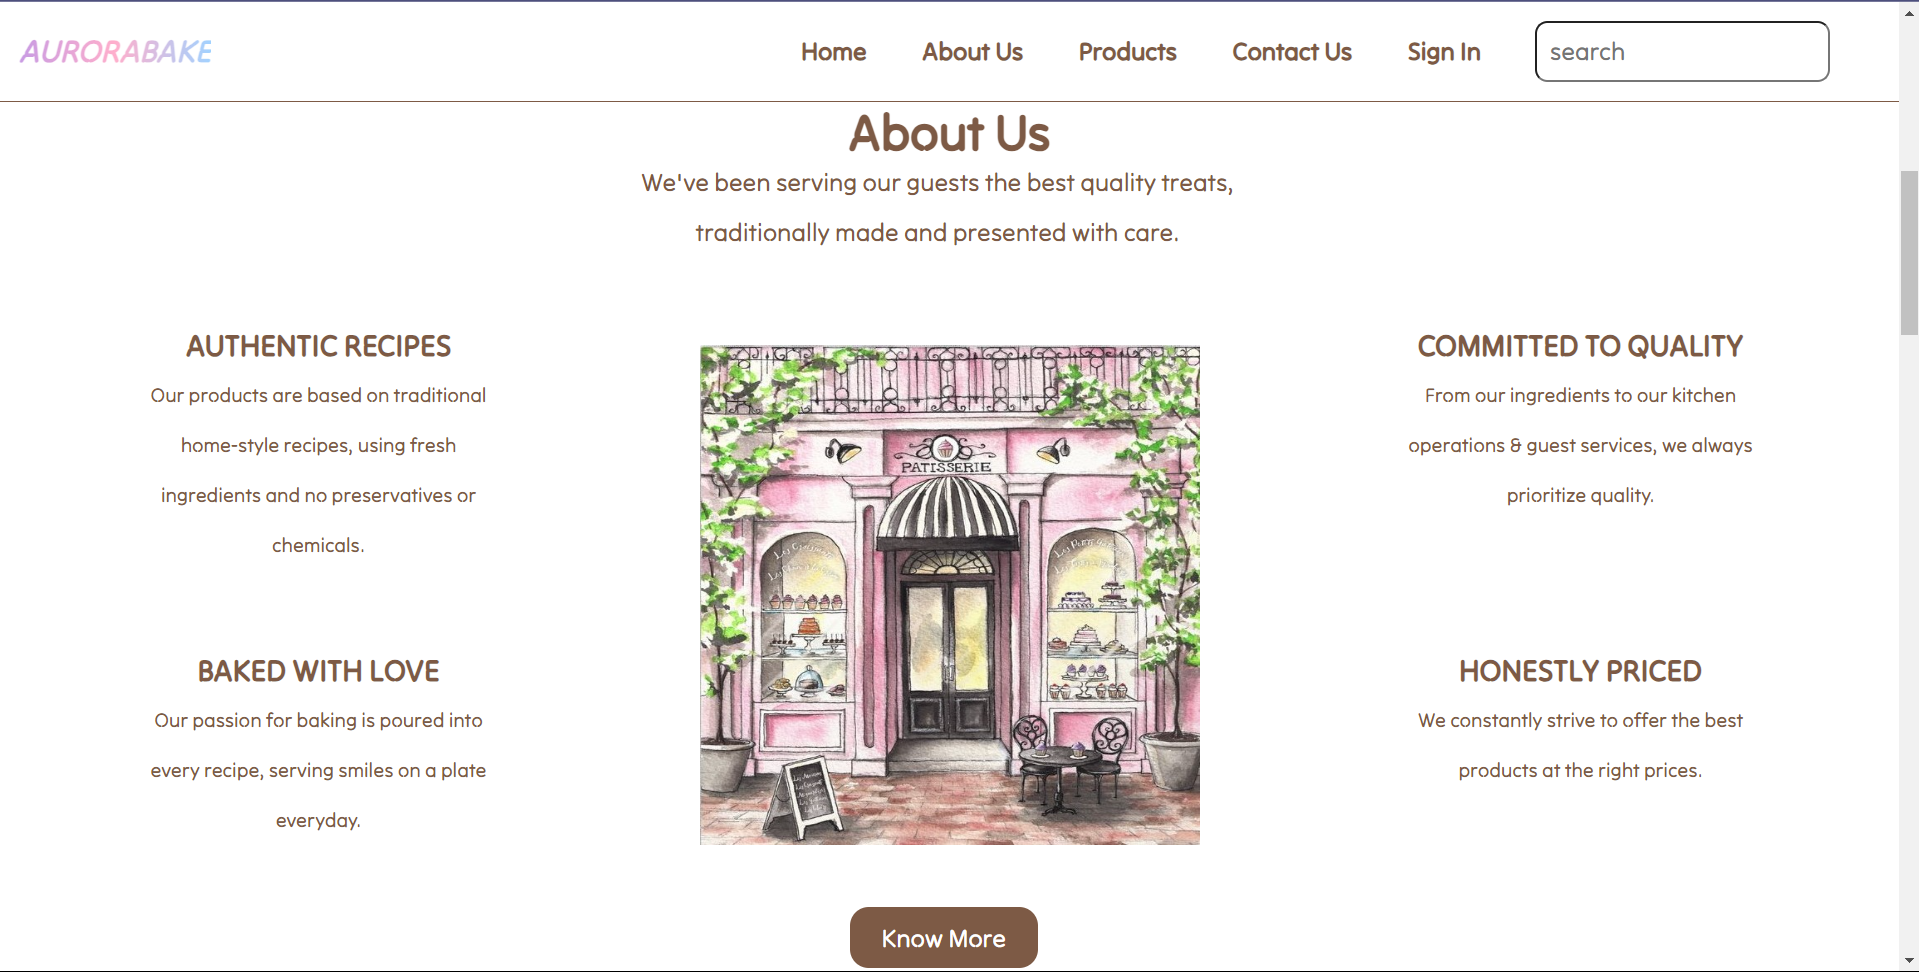 AURORABAKE
Home About Us Products Contact Us Sign In search
About Us
We've been serving our guests the best quality treats,
traditionally made and presented with care.
AUTHENTIC RECIPES
Our products are based on traditional
home-style recipes, using fresh
ingredients and no preservatives or
chemicals.
BAKED WITH LOVE
Our passion for baking is poured into
every recipe, serving smiles on a plate
everyday.
PATISSERIE
COMMITTED TO QUALITY
From our ingredients to our kitchen
operations & guest services, we always
prioritize quality.
HONESTLY PRICED
We constantly strive to offer the best
products at the right prices.
Know More